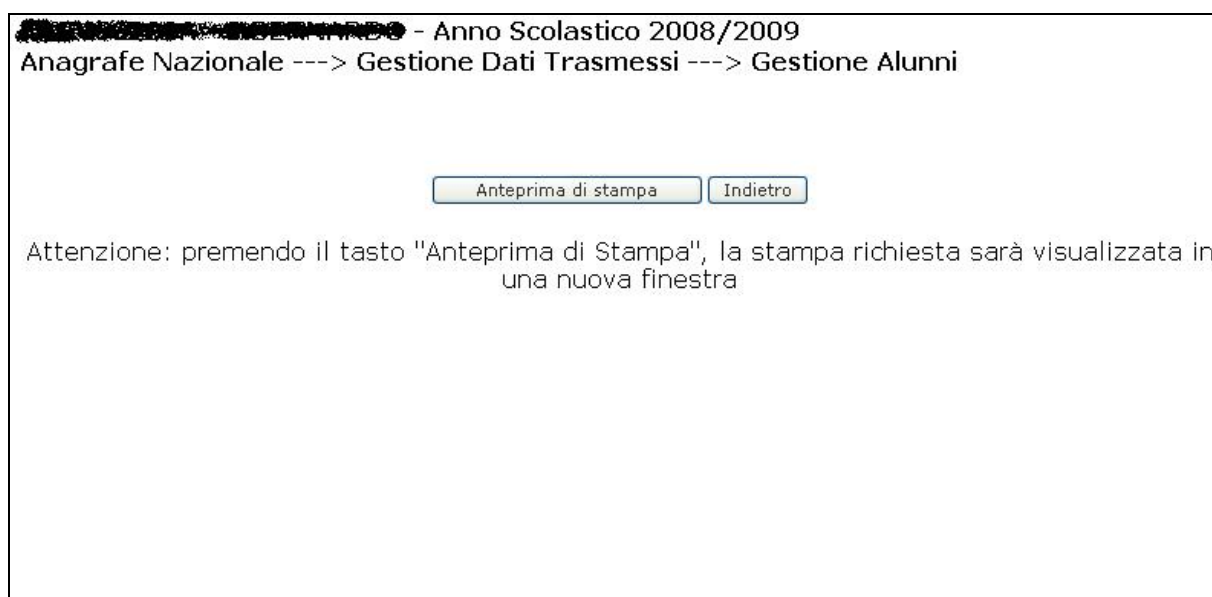 - Anno Scolastico 2008/2009
Anagrafe Nazionale ---> Gestione Dati Trasmessi ---> Gestione Alunni
Anteprima di stampa Indietro
Attenzione: premendo il tasto "Anteprima di Stampa", la stampa richiesta sarà visualizzata in
una nuova finestra